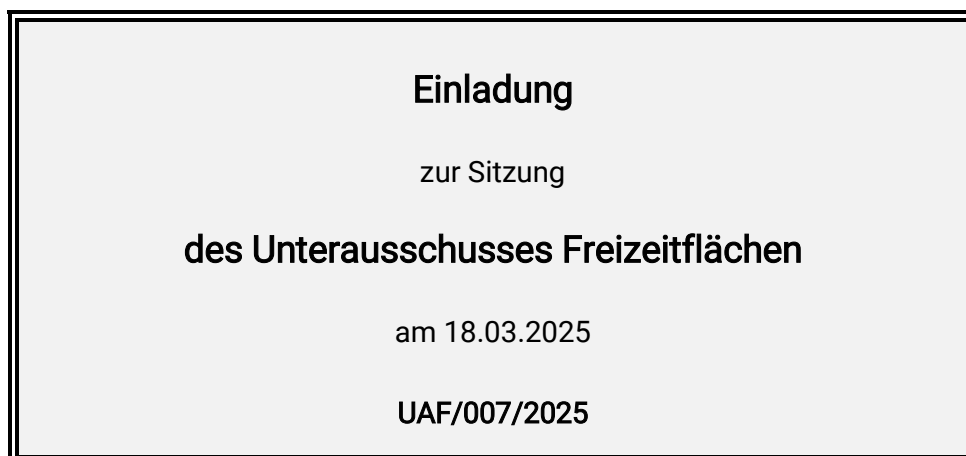 Einladung
zur Sitzung
des Unterausschusses Freizeitflächen
am 18.03.2025
UAF/007/2025